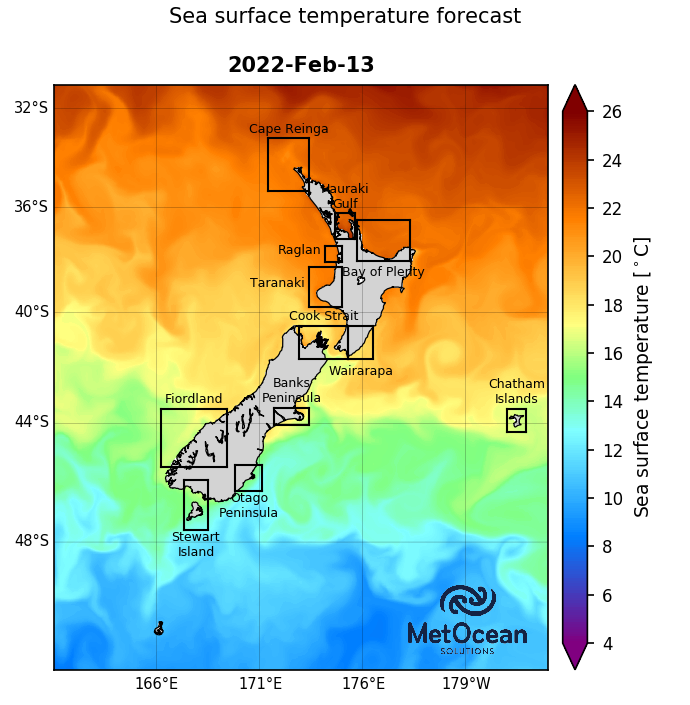 Sea surface temperature forecast
2022-Feb-13
32°S
36°S
40°S
44°S
48°S
166°E
171°E
176°E
179°W
Cape Reinga
Hauraki
Gulf
Raglan
Bay of Plenty
Taranaki
Cook Strait
Wairarapa
Banks
Peninsula
Chatham
Islands
Fiordland
Otago
Peninsula
Stewart
Island
MetOcean
SOLUTIONS
26
24
22
20
18
16
14
12
10
8
6
4
Sea surface temperature [°C]